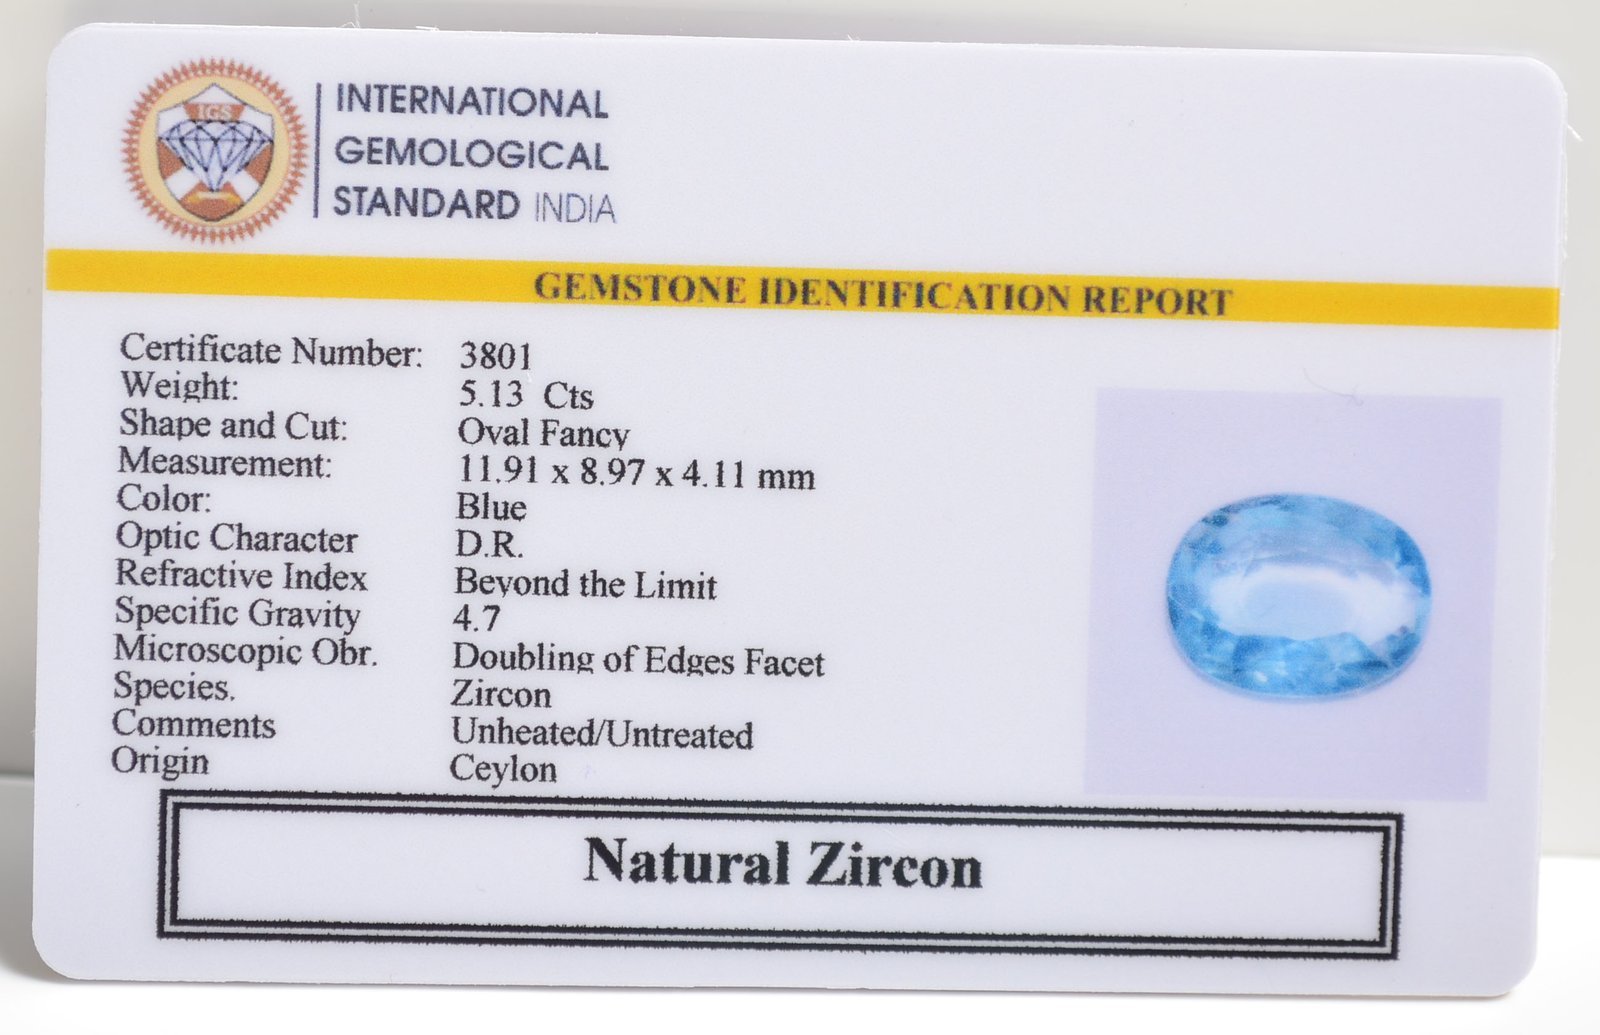 IGS
INTERNATIONAL
GEMOLOGICAL
STANDARD INDIA
GEMSTONE IDENTIFICATION REPORT
Certificate Number: 3801
Weight: 5.13 Cts
Shape and Cut: Oval Fancy
Measurement: 11.91 x 8.97 x 4.11 mm
Color: Blue
Optic Character D.R.
Refractive Index Beyond the Limit
Specific Gravity 4.7
Microscopic Obr. Doubling of Edges Facet
Species. Zircon
Comments Unheated/Untreated
Origin Ceylon
Natural Zircon